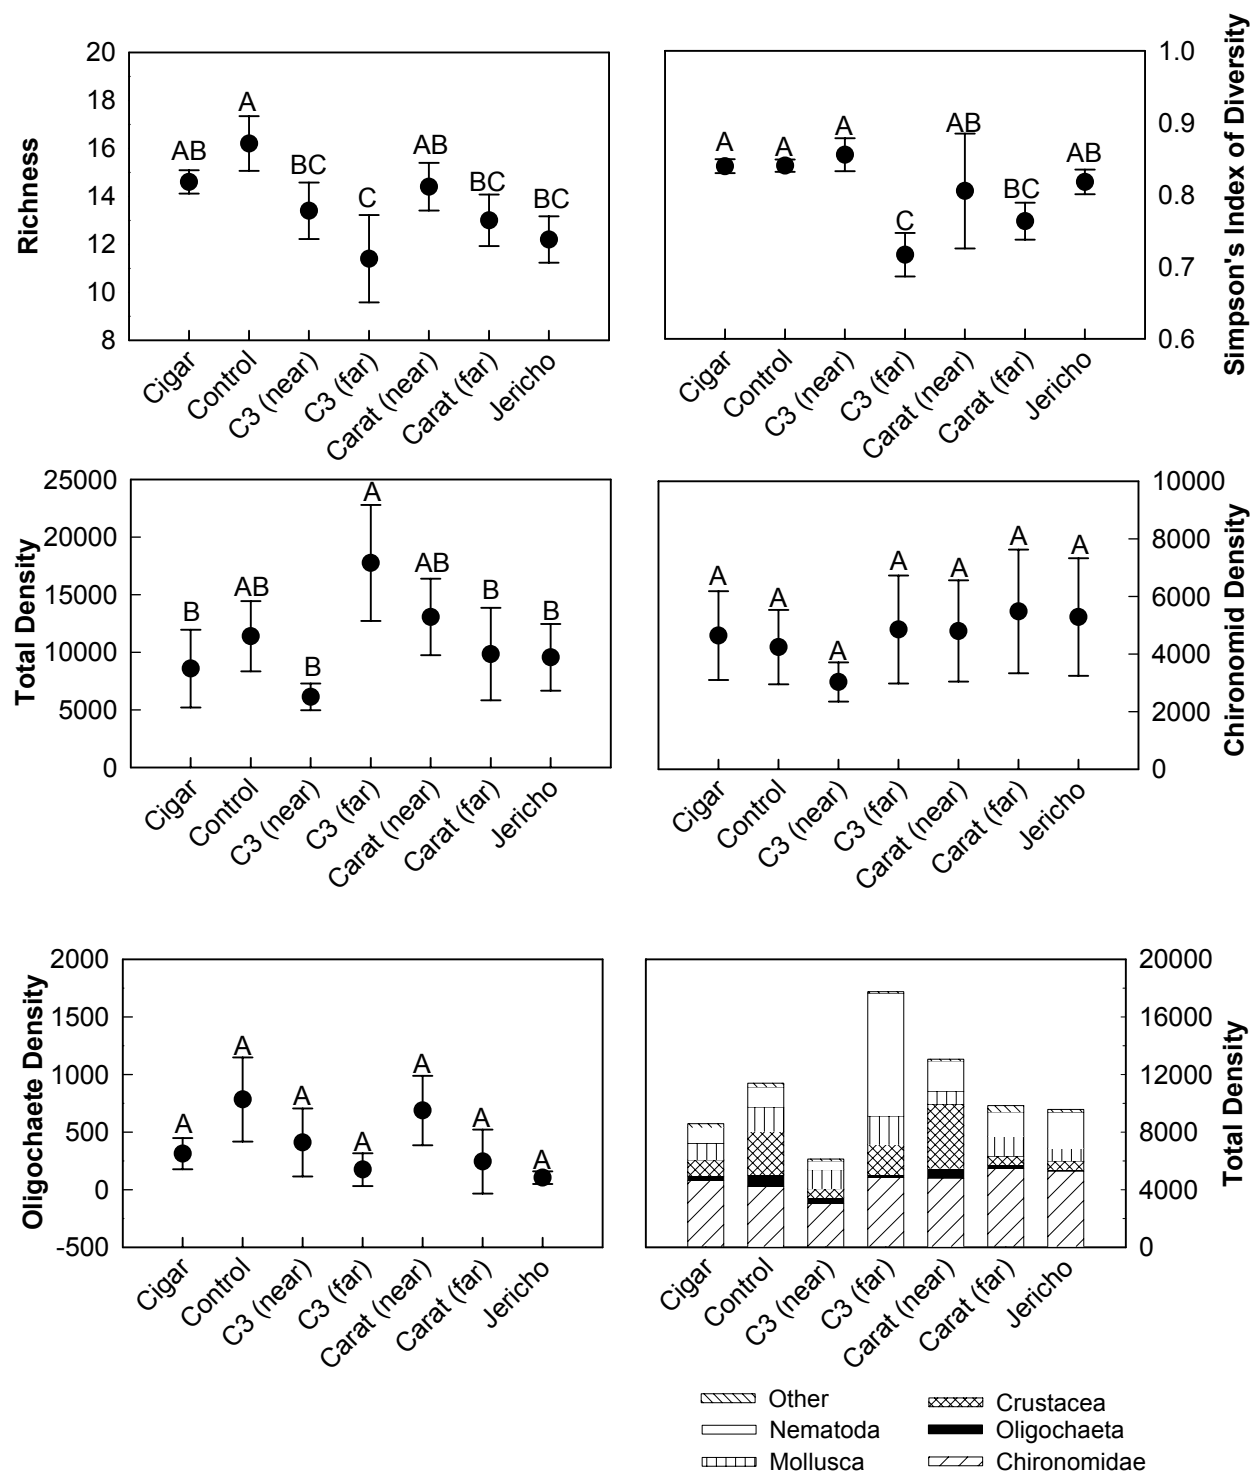 Richness
20
18
16
14
12
10
8
AB
A
BC
C
AB
BC
BC
Cigar
Control
C3 (near)
C3 (far)
Carat (near)
Carat (far)
Jericho
Simpson's Index of Diversity
1.0
0.9
0.8
0.7
0.6
A
A
A
C
AB
BC
AB
Cigar
Control
C3 (near)
C3 (far)
Carat (near)
Carat (far)
Jericho
Total Density
25000
20000
15000
10000
5000
0
B
AB
B
A
AB
B
B
Cigar
Control
C3 (near)
C3 (far)
Carat (near)
Carat (far)
Jericho
Chironomid Density
10000
8000
6000
4000
2000
0
A
A
A
A
A
A
A
Cigar
Control
C3 (near)
C3 (far)
Carat (near)
Carat (far)
Jericho
Oligochaete Density
2000
1500
1000
500
0
-500
A
A
A
A
A
A
A
Cigar
Control
C3 (near)
C3 (far)
Carat (near)
Carat (far)
Jericho
Total Density
20000
16000
12000
8000
4000
0
Cigar
Control
C3 (near)
C3 (far)
Carat (near)
Carat (far)
Jericho
Other
Nematoda
Mollusca
Crustacea
Oligochaeta
Chironomidae